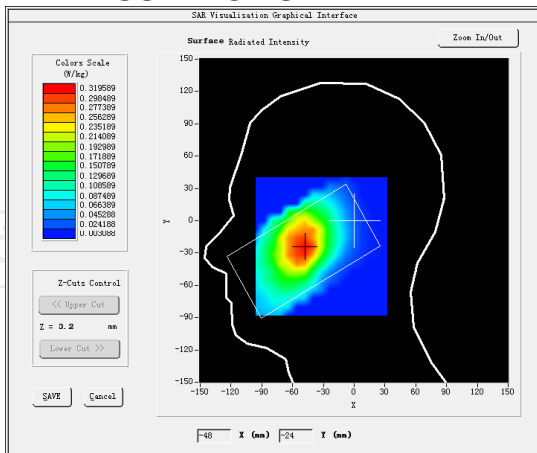 SAR Visualisation Graphical Interface
Surface Radiated Intensity
Zoom In/Out
Colors Scale
(W/kg)
0.319589
0.298489
0.277389
0.256289
0.235189
0.214089
0.192989
0.171889
0.150789
0.129689
0.108589
0.087489
0.066389
0.045288
0.024188
0.003088
Z-Cuts Control
<< Upper Cut
Z = 0.2 mm
Lower Cut >>
SAVE
Cancel
150
120
90
60
30
0
-30
-60
-90
-120
-150
Y
-150 -120 -90 -60 -30 0 30 60 90 120 150
X
-48 X (mm) -24 Y (mm)